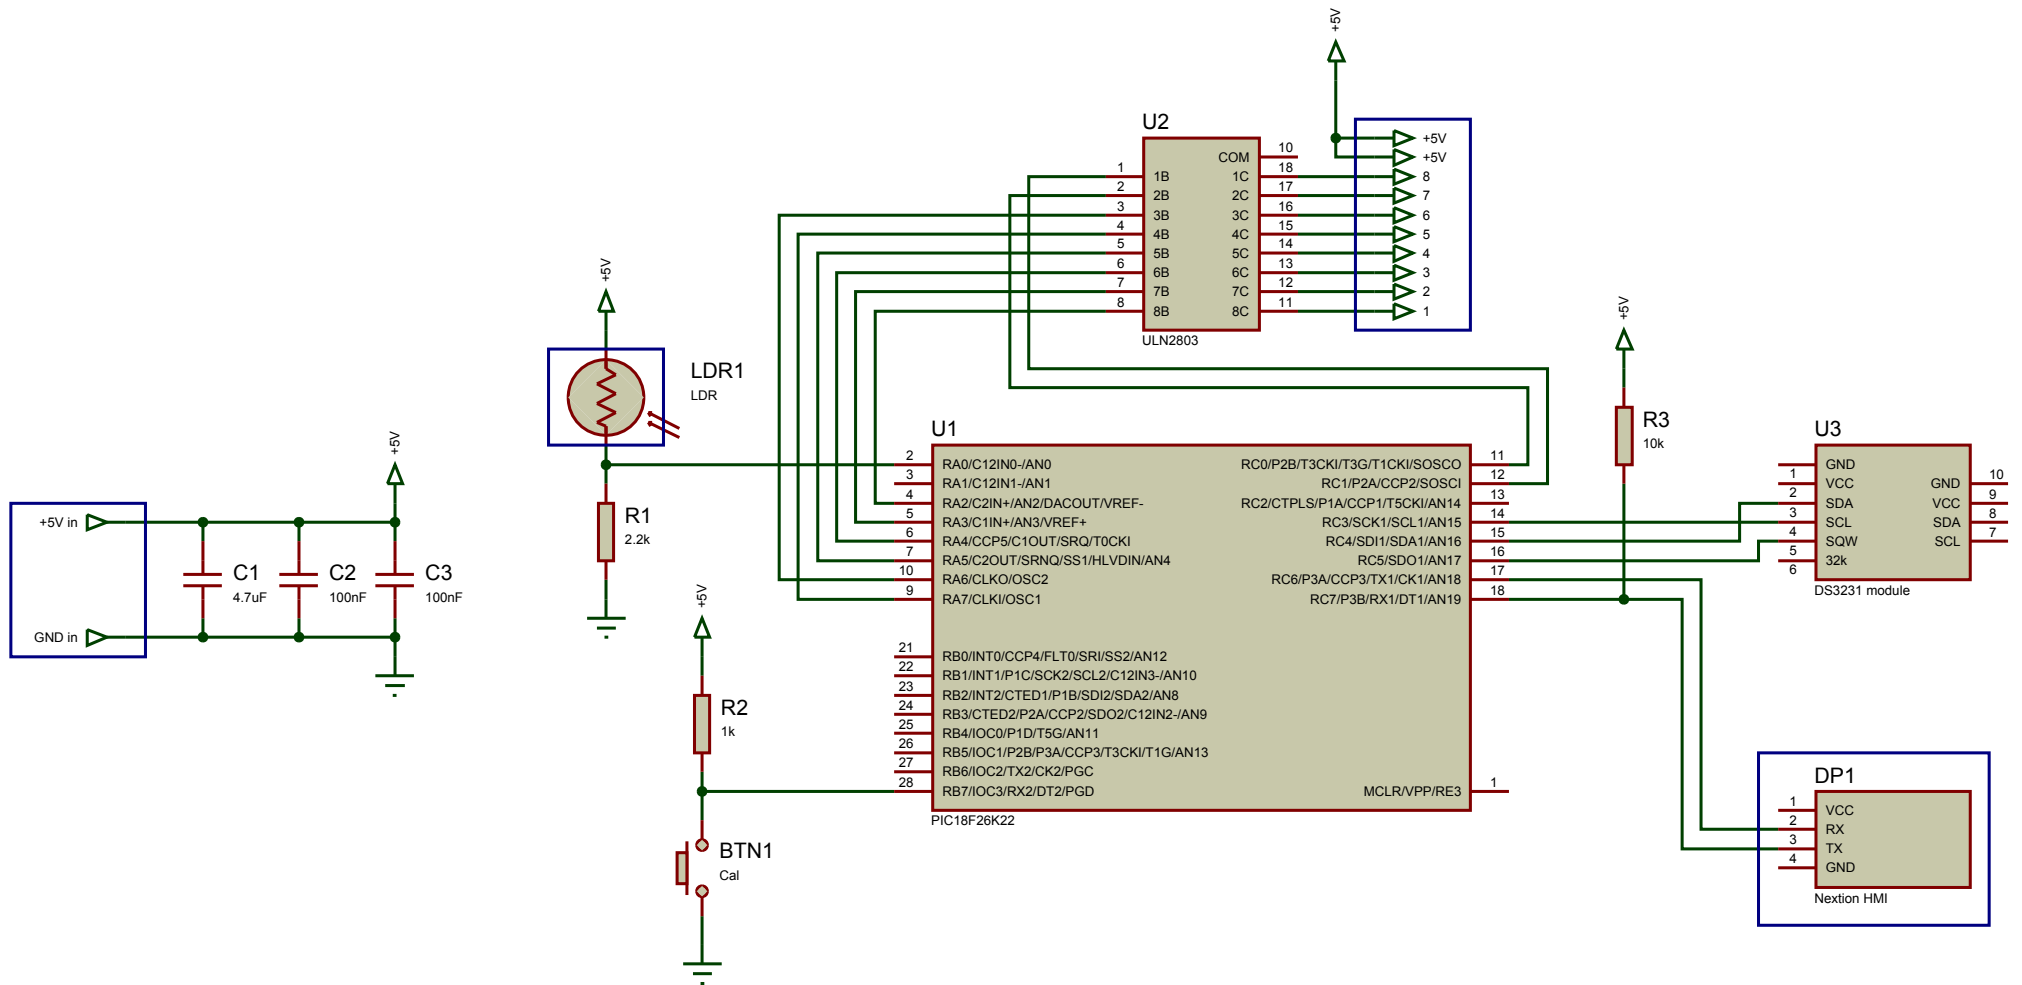 +5V in
GND in
C1
4.7uF
C2
100nF
C3
100nF
+5V
+5V
LDR1
LDR
R1
2.2k
+5V
R2
1k
BTN1
Cal
U2
1 1B
2 2B
3 3B
4 4B
5 5B
6 6B
7 7B
8 8B
COM 10
1C 18
2C 17
3C 16
4C 15
5C 14
6C 13
7C 12
8C 11
ULN2803
+5V
+5V
+5V
8
7
6
5
4
3
2
1
U1
2 RA0/C12IN0-/AN0
3 RA1/C12IN1-/AN1
4 RA2/C2IN+/AN2/DACOUT/VREF-
5 RA3/C1IN+/AN3/VREF+
6 RA4/CCP5/C1OUT/SRQ/T0CKI
7 RA5/C2OUT/SRNQ/SS1/HLVDIN/AN4
10 RA6/CLKO/OSC2
9 RA7/CLKI/OSC1
21 RB0/INT0/CCP4/FLT0/SRI/SS2/AN12
22 RB1/INT1/P1C/SCK2/SCL2/C12IN3-/AN10
23 RB2/INT2/CTED1/P1B/SDI2/SDA2/AN8
24 RB3/CTED2/P2A/CCP2/SDO2/C12IN2-/AN9
25 RB4/IOC0/P1D/T5G/AN11
26 RB5/IOC1/P2B/P3A/CCP3/T3CKI/T1G/AN13
27 RB6/IOC2/TX2/CK2/PGC
28 RB7/IOC3/RX2/DT2/PGD
RC0/P2B/T3CKI/T3G/T1CKI/SOSCO 11
RC1/P2A/CCP2/SOSCI 12
RC2/CTPLS/P1A/CCP1/T5CKI/AN14 13
RC3/SCK1/SCL1/AN15 14
RC4/SDI1/SDA1/AN16 15
RC5/SDO1/AN17 16
RC6/P3A/CCP3/TX1/CK1/AN18 17
RC7/P3B/RX1/DT1/AN19 18
MCLR/VPP/RE3 1
PIC18F26K22
+5V
R3
10k
U3
GND
1 VCC
2 SDA
3 SCL
4 SQW
5 32k
6
GND 10
VCC 9
SDA 8
SCL 7
DS3231 module
DP1
1 VCC
2 RX
3 TX
4 GND
Nextion HMI